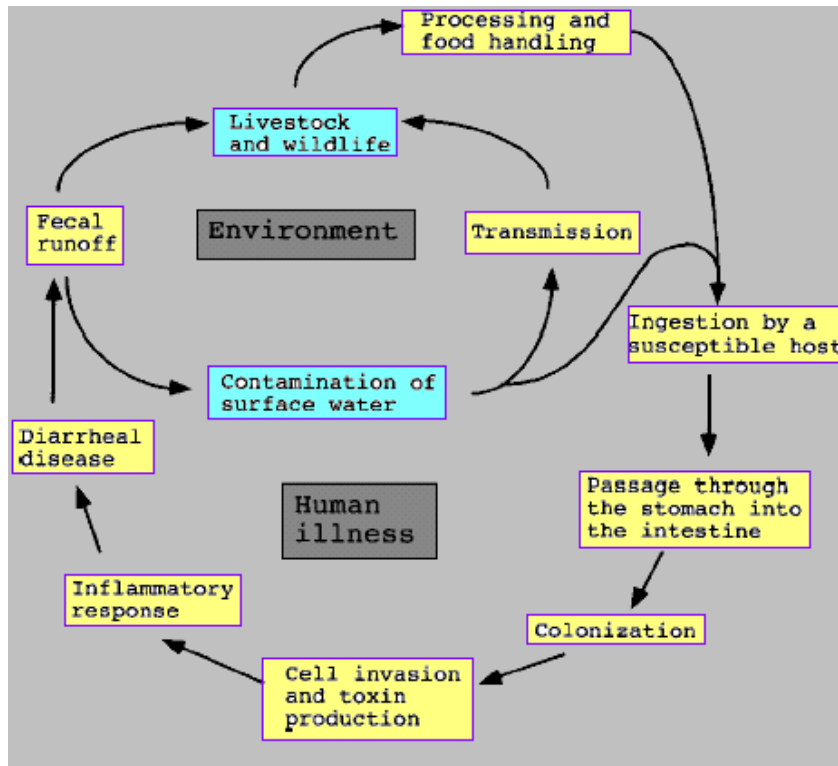 Processing and
food handling
Livestock
and wildlife
Fecal
runoff
Environment
Transmission
Ingestion by a
susceptible host
Contamination of
surface water
Diarrheal
disease
Human
illness
Passage through
the stomach into
the intestine
Inflammatory
response
Colonization
Cell invasion
and toxin
production